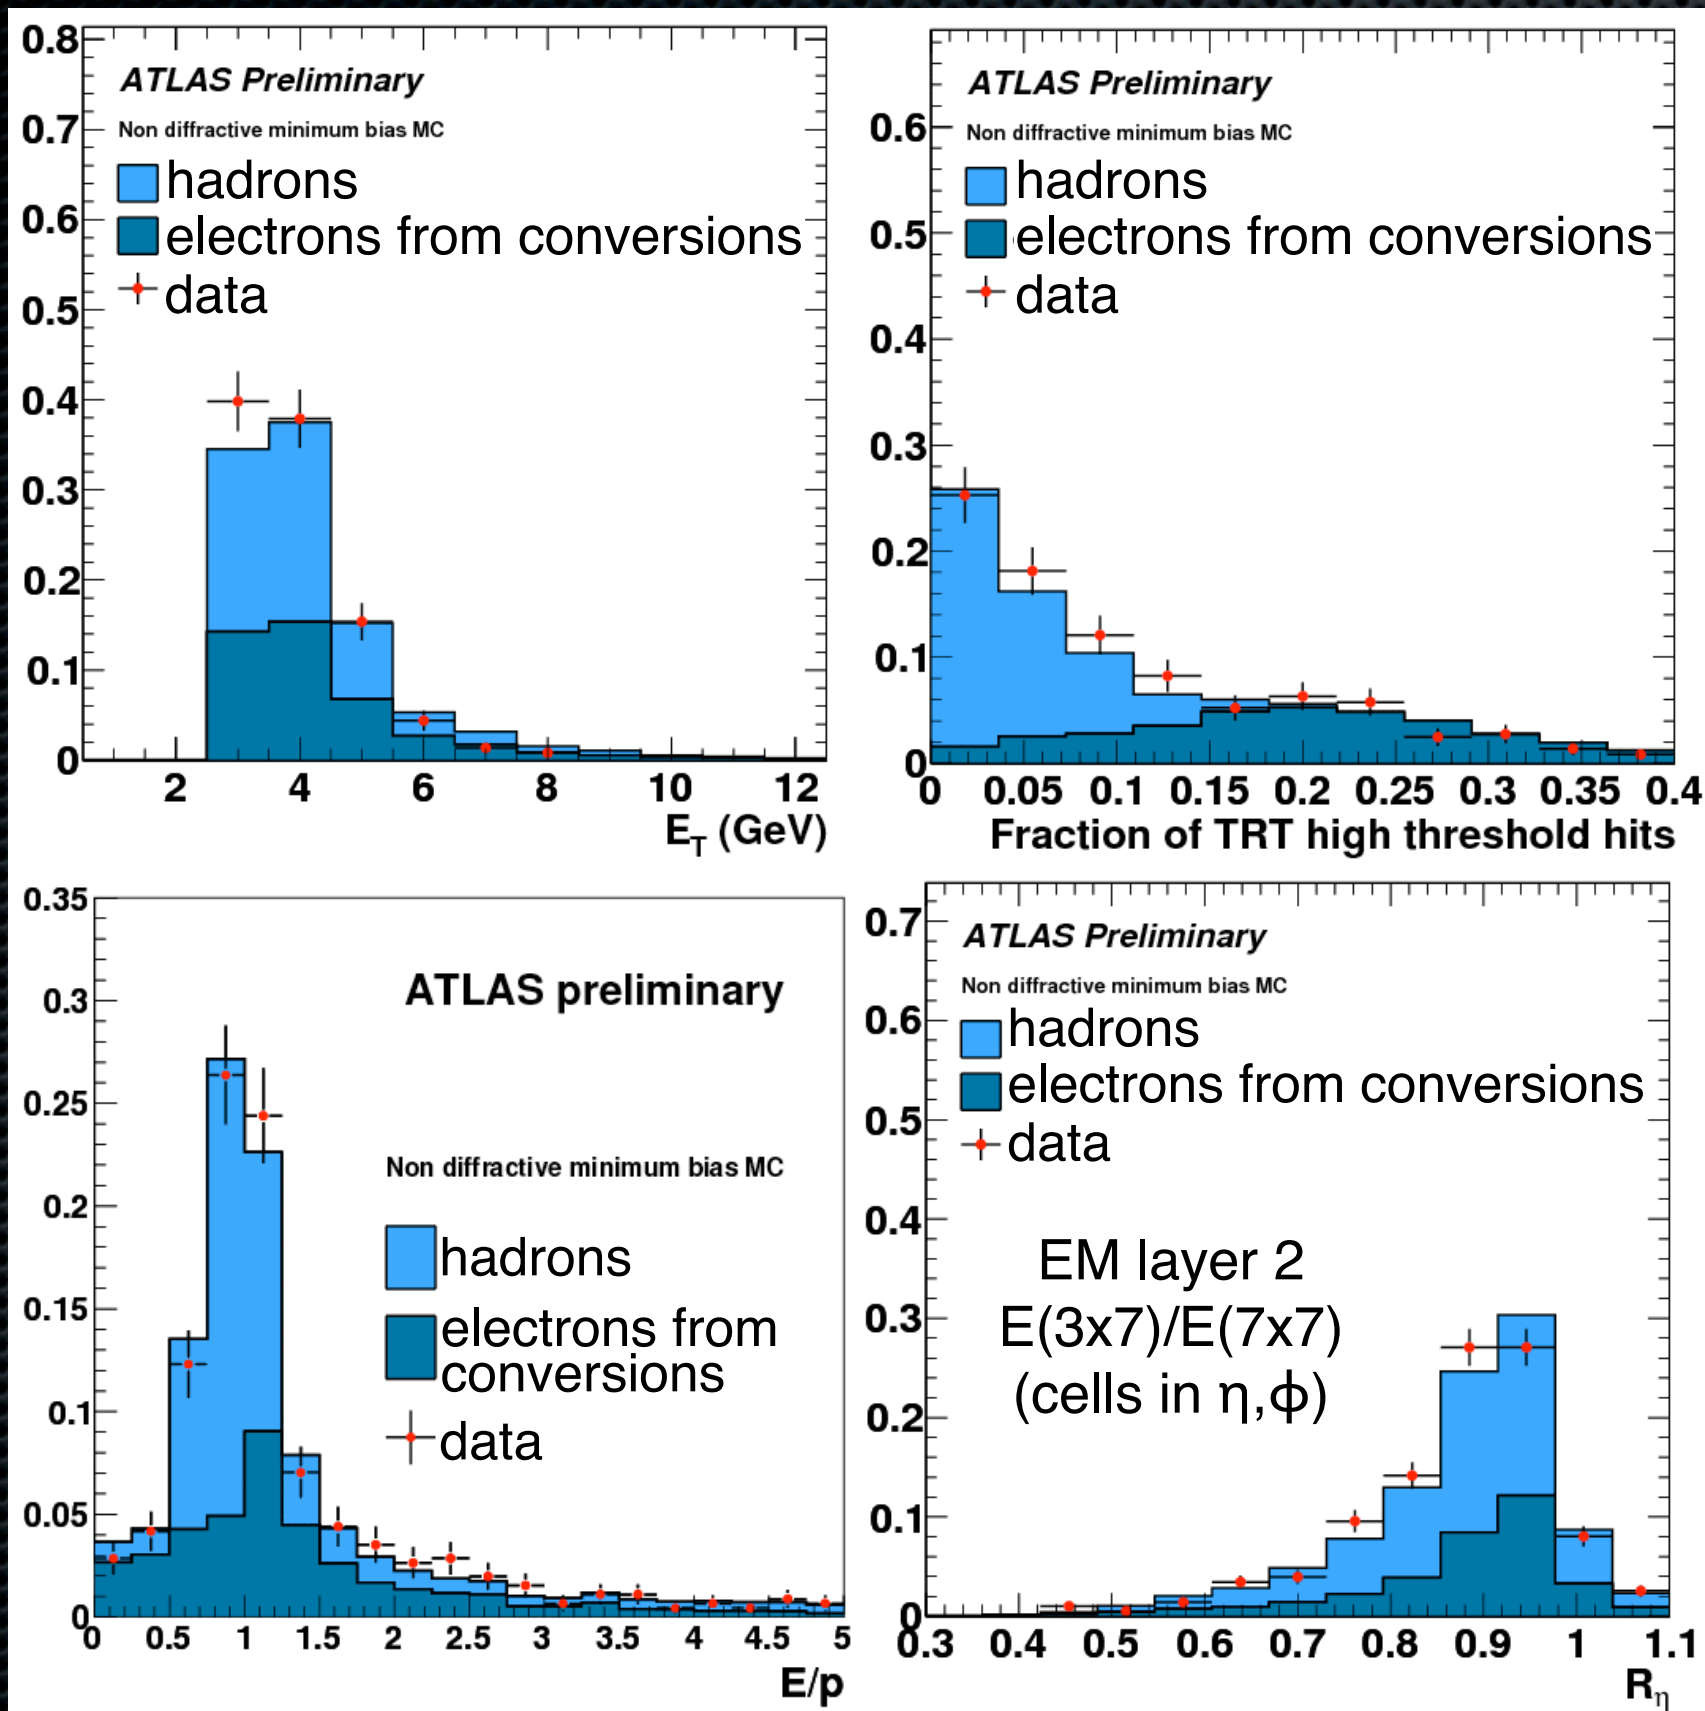 0.8
0.7
0.6
0.5
0.4
0.3
0.2
0.1
0
ATLAS Preliminary
Non diffractive minimum bias MC
hadrons
electrons from conversions
data
2 4 6 8 10 12
E_T (GeV)
0.6
0.5
0.4
0.3
0.2
0.1
0
ATLAS Preliminary
Non diffractive minimum bias MC
hadrons
electrons from conversions
data
0 0.05 0.1 0.15 0.2 0.25 0.3 0.35 0.4
Fraction of TRT high threshold hits
0.35
0.3
0.25
0.2
0.15
0.1
0.05
0
ATLAS preliminary
Non diffractive minimum bias MC
hadrons
electrons from
conversions
data
0 0.5 1 1.5 2 2.5 3 3.5 4 4.5 5
E/p
0.7
0.6
0.5
0.4
0.3
0.2
0.1
0
ATLAS Preliminary
Non diffractive minimum bias MC
hadrons
electrons from conversions
data
EM layer 2
E(3x7)/E(7x7)
(cells in η,ϕ)
0.3 0.4 0.5 0.6 0.7 0.8 0.9 1 1.1
R_η